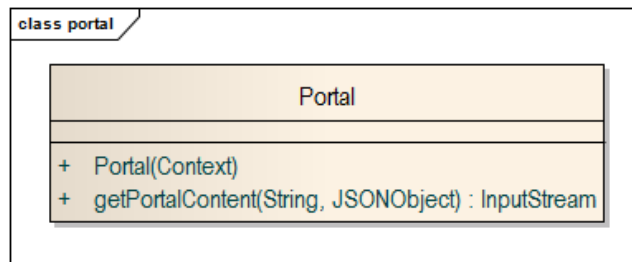 class portal
Portal
+ Portal(Context)
+ getPortalContent(String, JSONObject) : InputStream